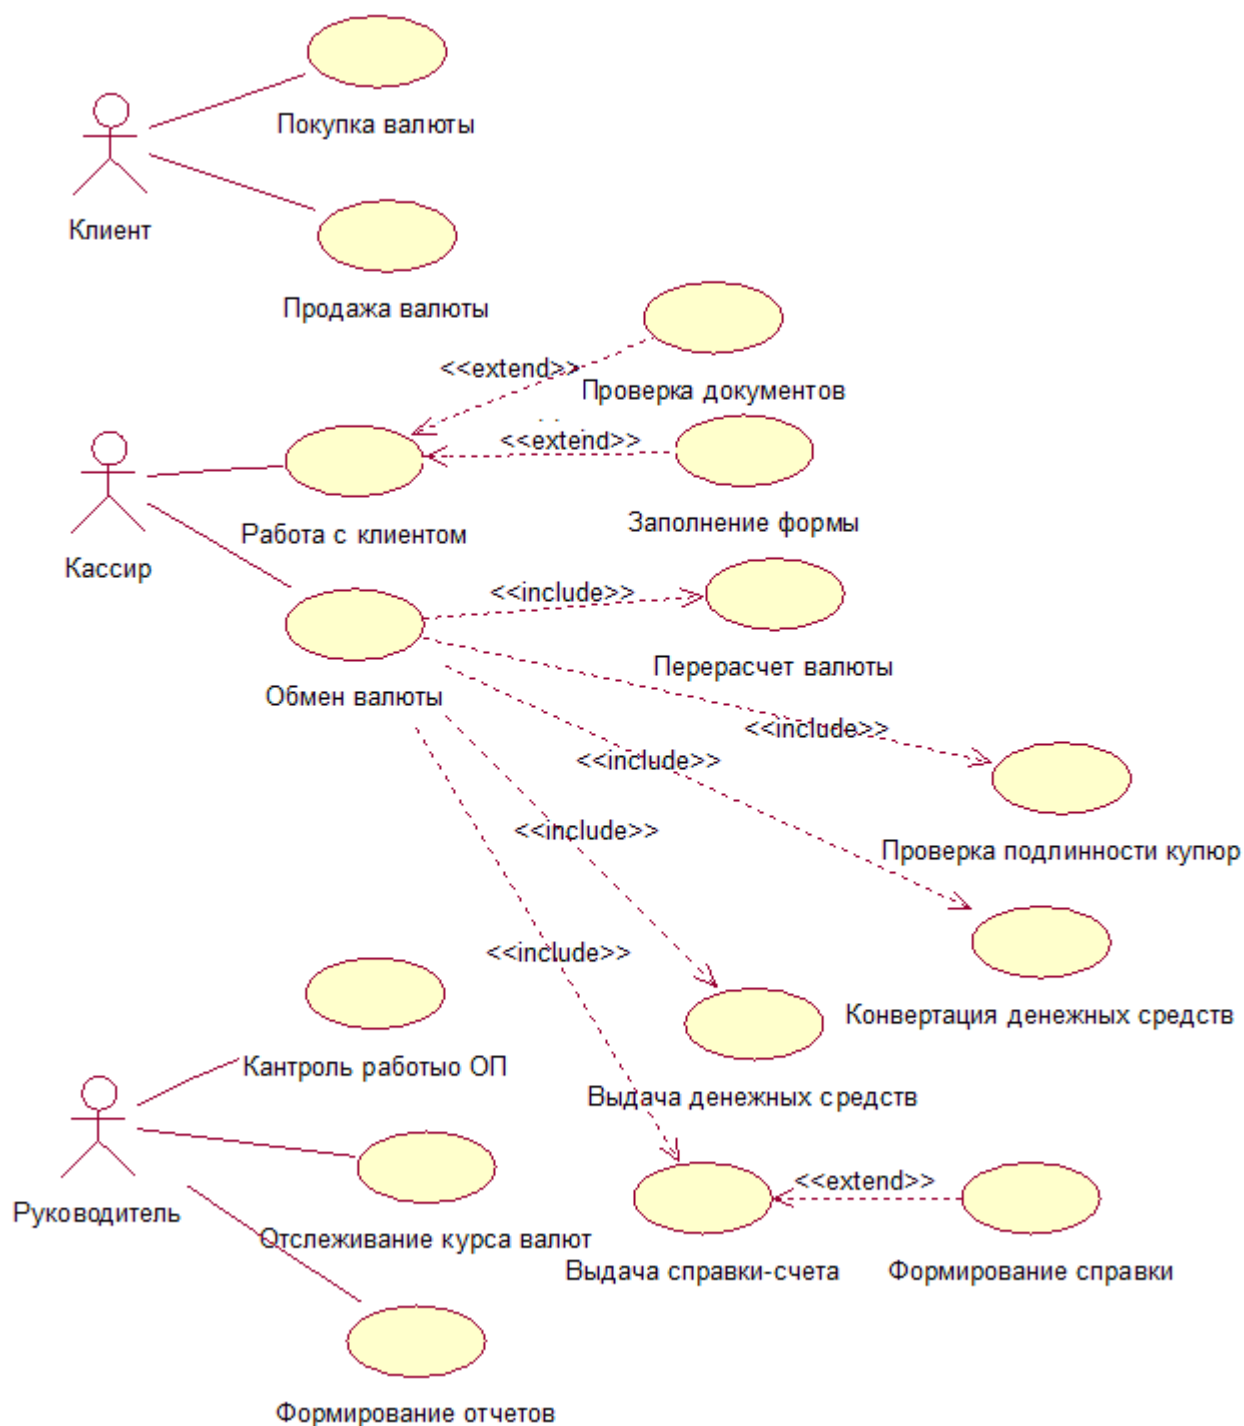 Покупка валюты
Клиент
Продажа валюты
<<extend>>
Проверка документов
<<extend>>
Работа с клиентом
Заполнение формы
Кассир
<<include>>
Перерасчет валюты
Обмен валюты
<<include>>
<<include>>
<<include>>
Проверка подлинности купюр
<<include>>
Конвертация денежных средств
Кантроль работыо ОП
Выдача денежных средств
<<extend>>
Руководитель
Отслеживание курса валют
Выдача справки-счета
Формирование справки
Формирование отчетов